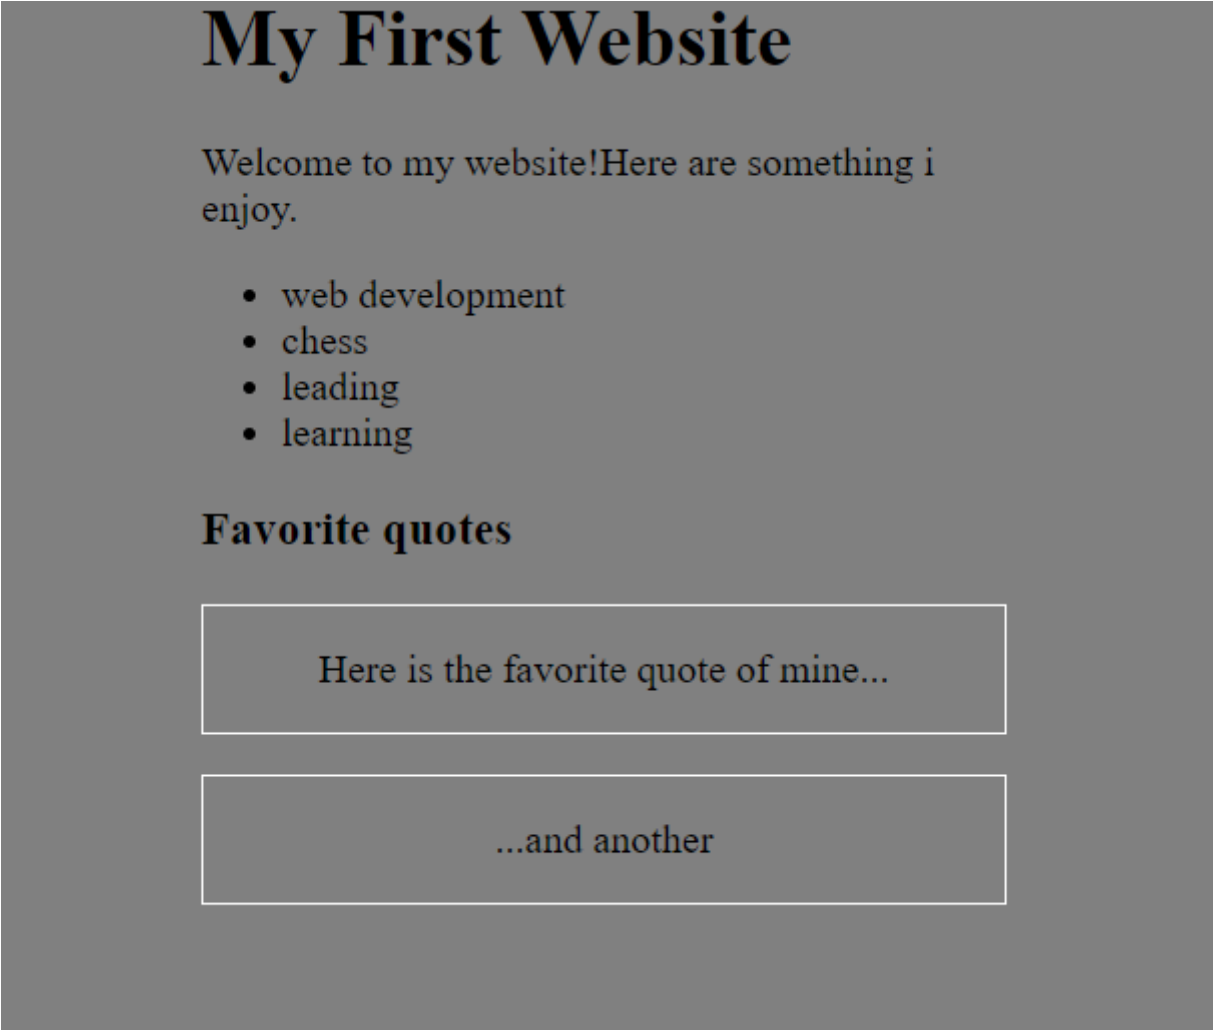 My First Website
Welcome to my website!Here are something i
enjoy.
web development
chess
leading
learning
Favorite quotes
Here is the favorite quote of mine...
...and another